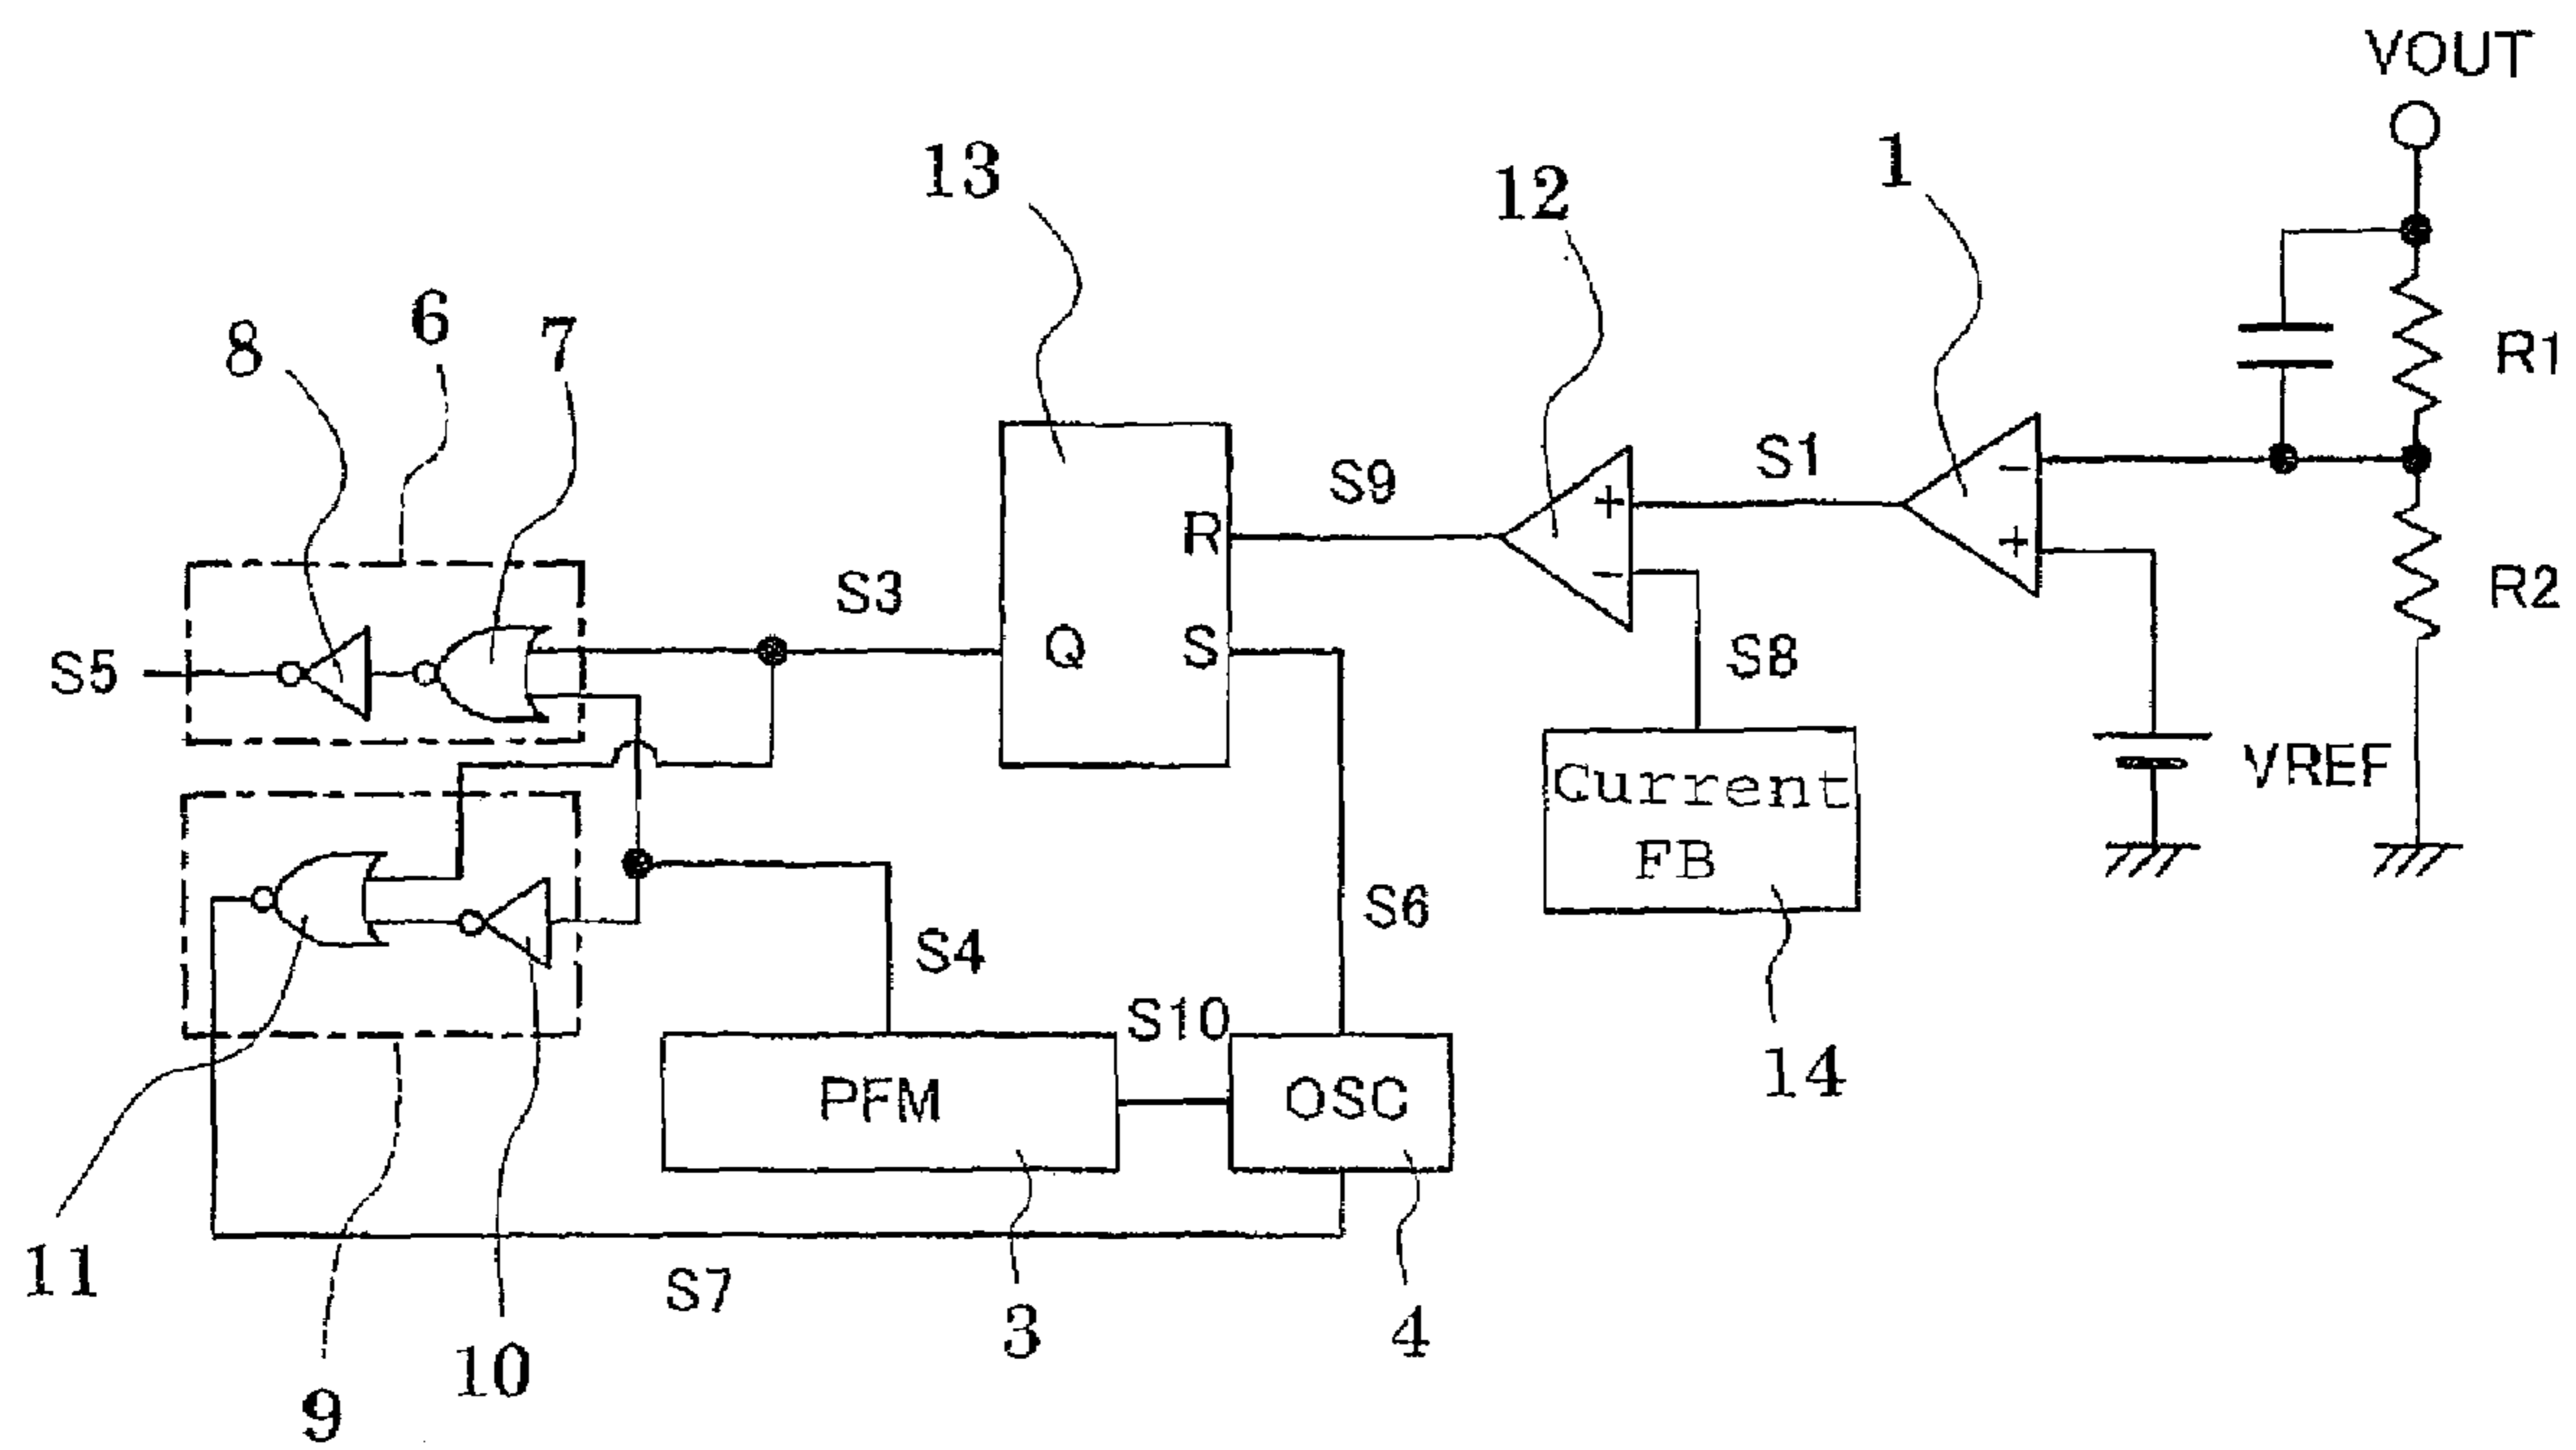 VOUT
13
12
1
6
8
7
R1
S1
−
S9
+
+
R
−
R2
S3
Q
S
S8
S5
VREF
Current
FB
S6
S4
S10
PFM
OSC
14
11
S7
3
4
10
9